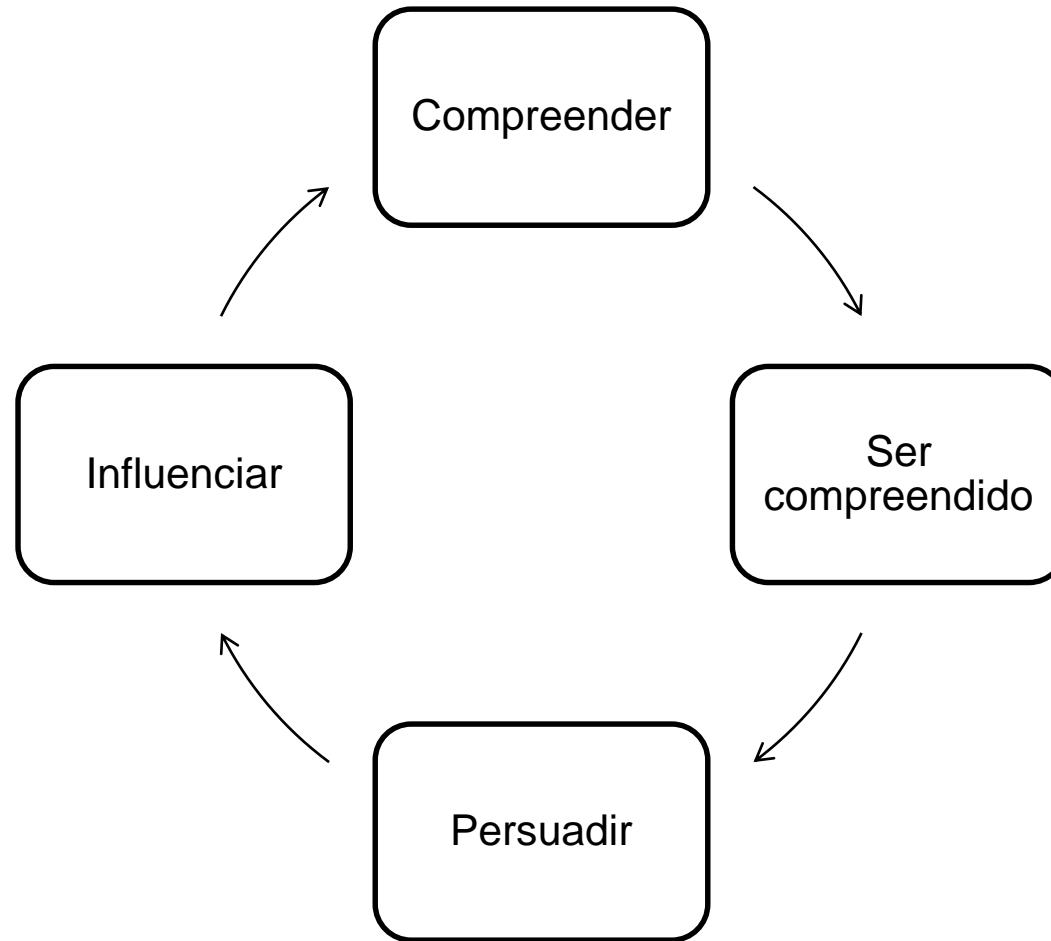 Compreender
Ser
compreendido
Persuadir
Influenciar